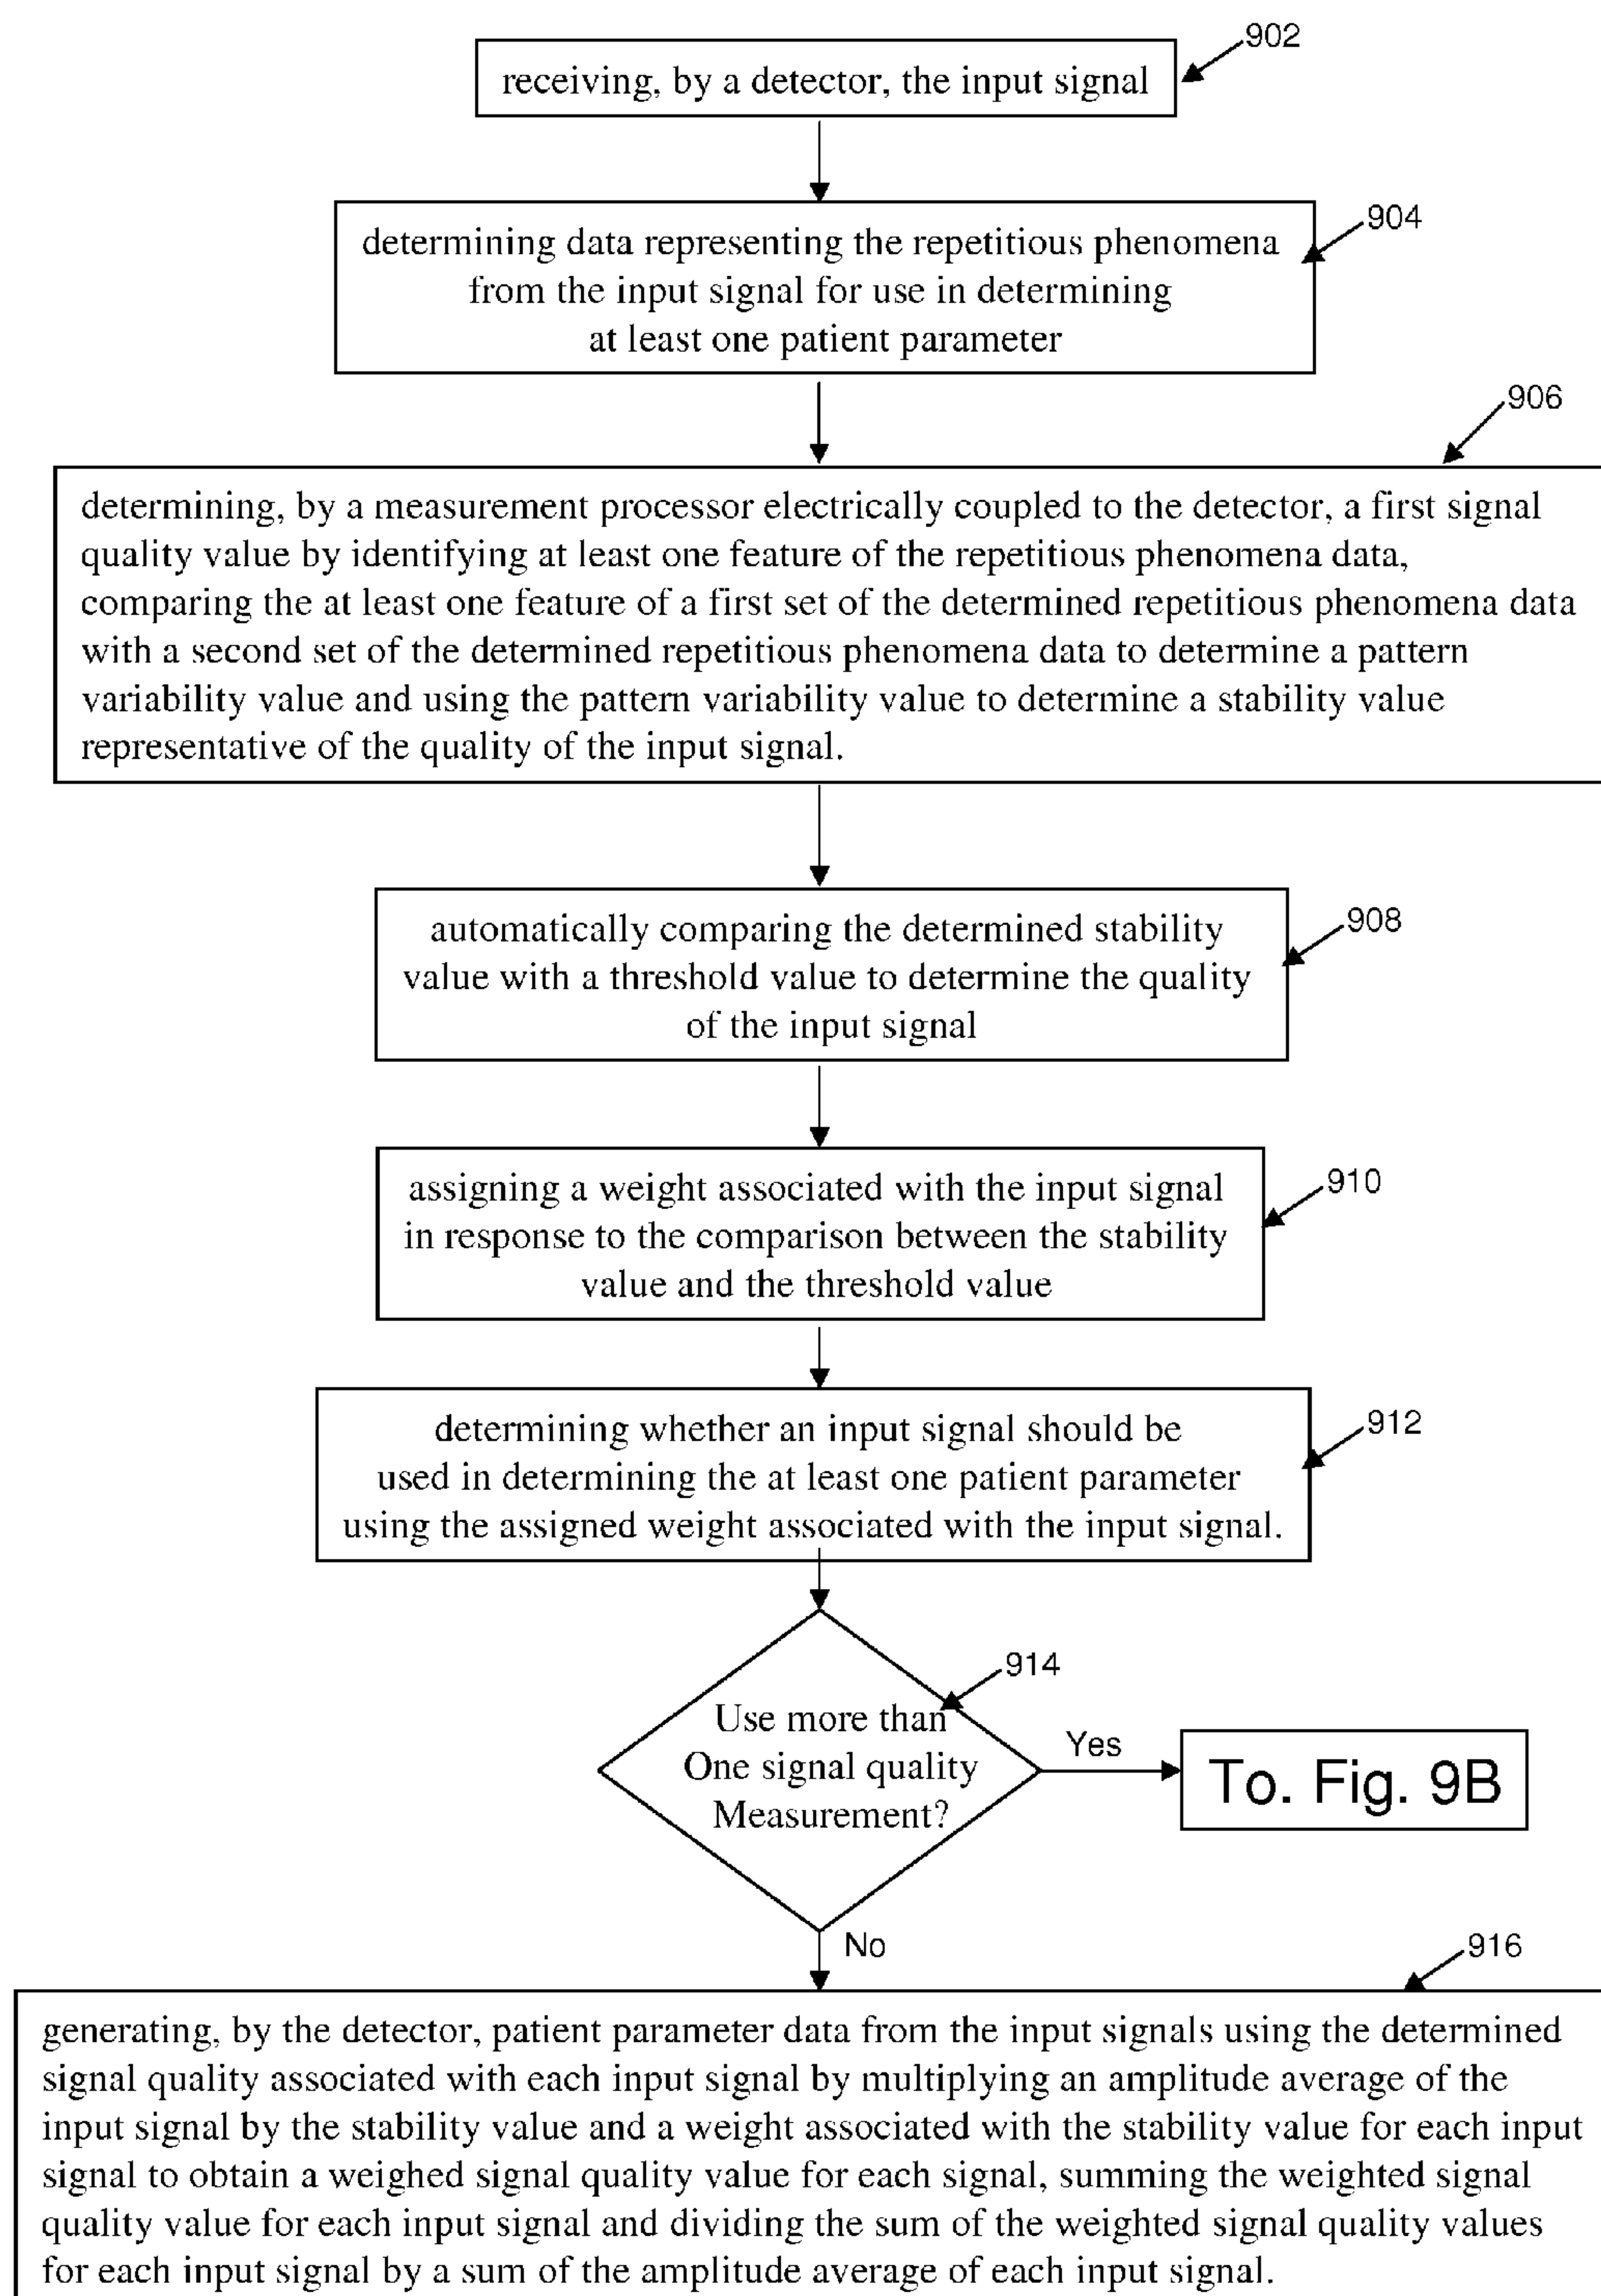 902
receiving, by a detector, the input signal
904
determining data representing the repetitious phenomena
from the input signal for use in determining
at least one patient parameter
906
determining, by a measurement processor electrically coupled to the detector, a first signal
quality value by identifying at least one feature of the repetitious phenomena data,
comparing the at least one feature of a first set of the determined repetitious phenomena data
with a second set of the determined repetitious phenomena data to determine a pattern
variability value and using the pattern variability value to determine a stability value
representative of the quality of the input signal.
908
automatically comparing the determined stability
value with a threshold value to determine the quality
of the input signal
910
assigning a weight associated with the input signal
in response to the comparison between the stability
value and the threshold value
912
determining whether an input signal should be
used in determining the at least one patient parameter
using the assigned weight associated with the input signal.
914
Use more than
One signal quality
Measurement?
Yes
To. Fig. 9B
No
916
generating, by the detector, patient parameter data from the input signals using the determined
signal quality associated with each input signal by multiplying an amplitude average of the
input signal by the stability value and a weight associated with the stability value for each input
signal to obtain a weighed signal quality value for each signal, summing the weighted signal
quality value for each input signal and dividing the sum of the weighted signal quality values
for each input signal by a sum of the amplitude average of each input signal.